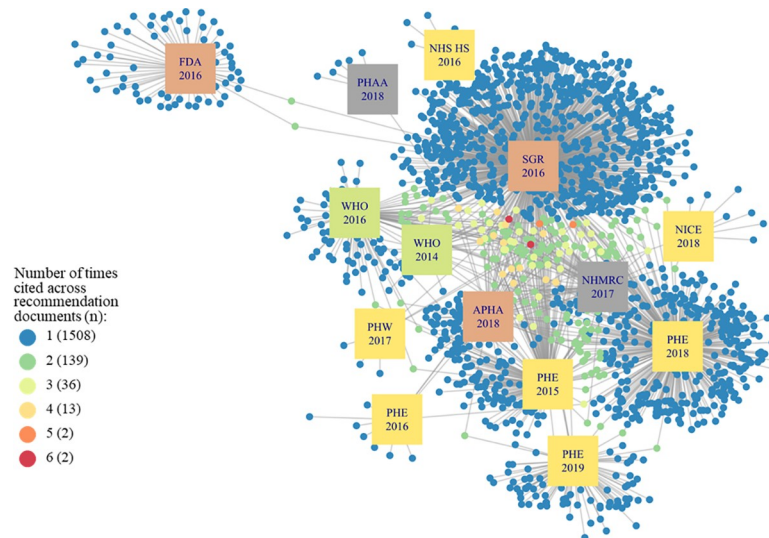 NHS HS
2016
FDA
2016
PHAA
2018
SGR
2016
WHO
2016
WHO
2014
NICE
2018
Number of times
cited across
recommendation
documents (n):
1 (1508)
2 (139)
3 (36)
4 (13)
5 (2)
6 (2)
NHMRC
2017
APHA
2018
PHW
2017
PHE
2018
PHE
2015
PHE
2016
PHE
2019